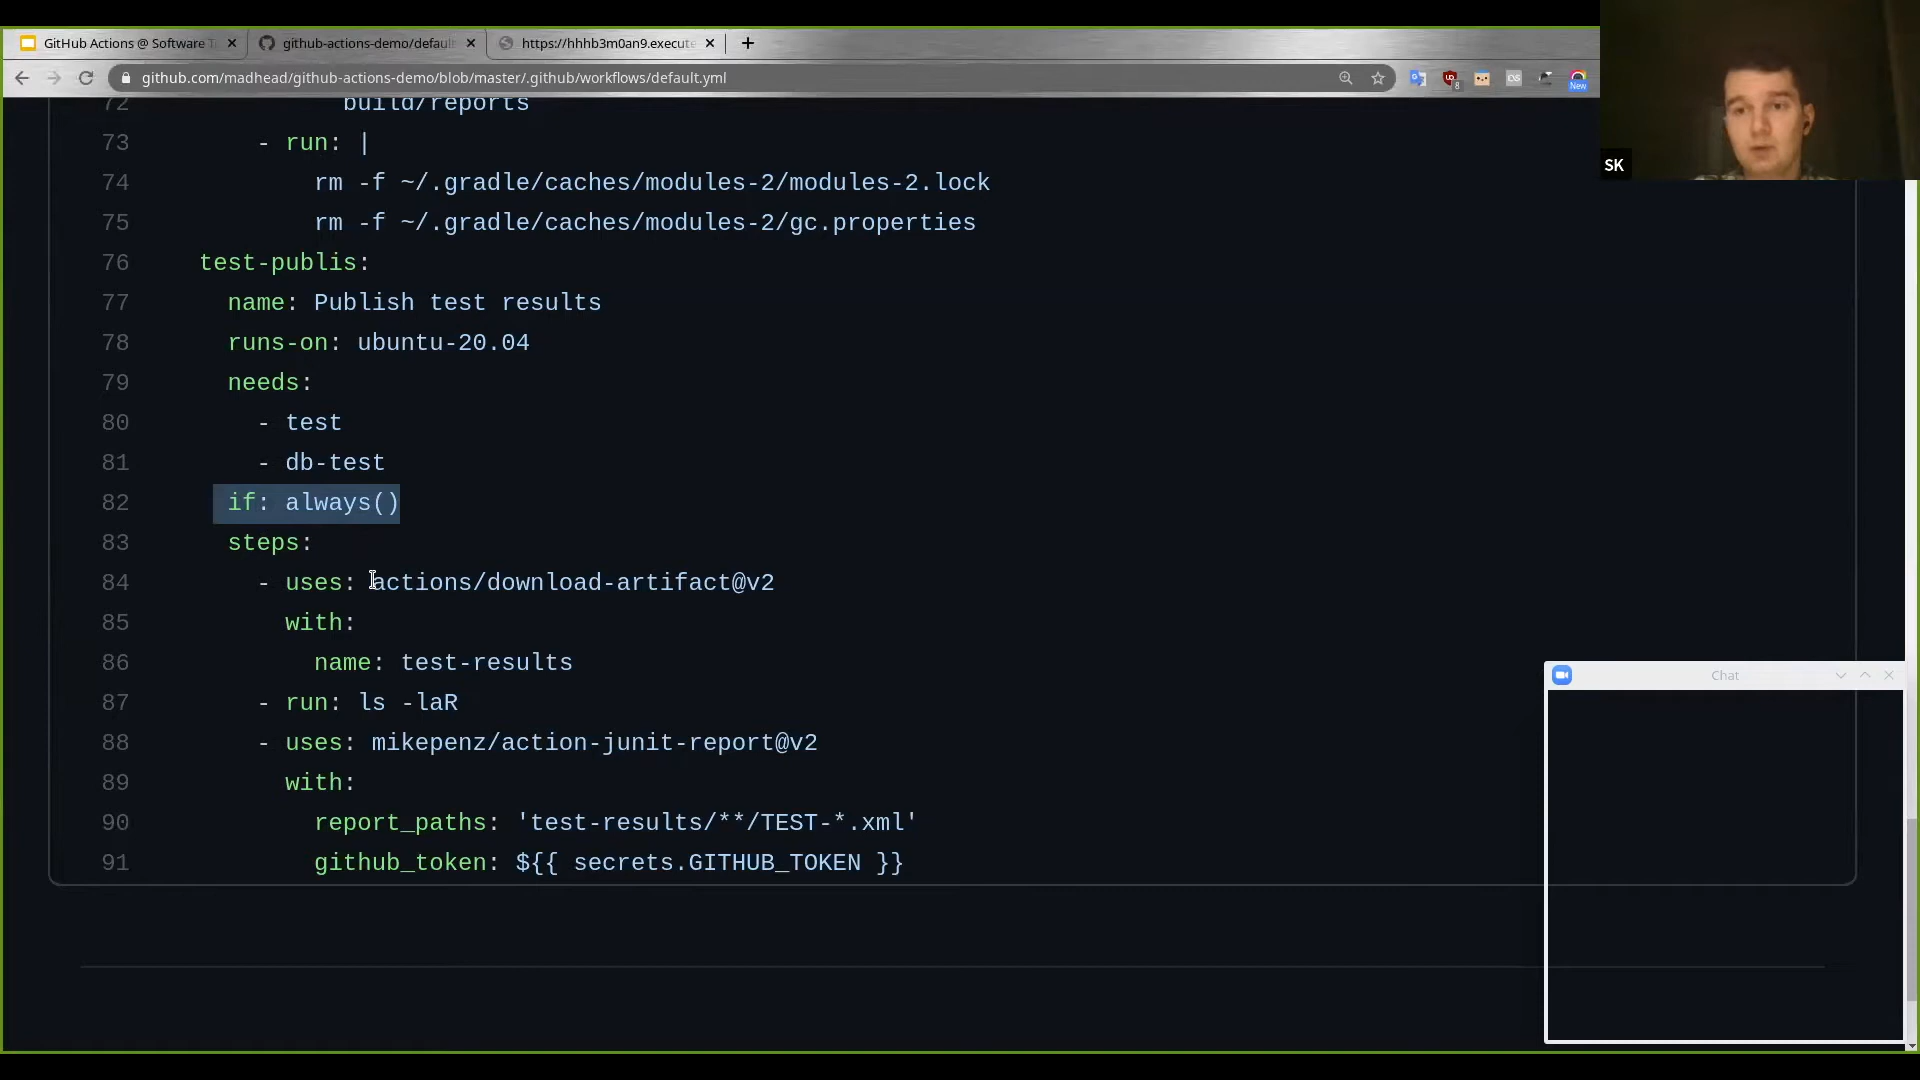 GitHub Actions @ Software T
github-actions-demo/default
https://hhhb3m0an9.execute
github.com/madhead/github-actions-demo/blob/master/.github/workflows/default.yml
8
New
72 build/reports
73 - run: |
74 rm -f ~/.gradle/caches/modules-2/modules-2.lock
75 rm -f ~/.gradle/caches/modules-2/gc.properties
76 test-publis:
77 name: Publish test results
78 runs-on: ubuntu-20.04
79 needs:
80 - test
81 - db-test
82 if: always()
83 steps:
84 - uses: actions/download-artifact@v2
85 with:
86 name: test-results
87 - run: ls -laR
88 - uses: mikepenz/action-junit-report@v2
89 with:
90 report_paths: 'test-results/**/TEST-*.xml'
91 github_token: ${{ secrets.GITHUB_TOKEN }}
SK
Chat